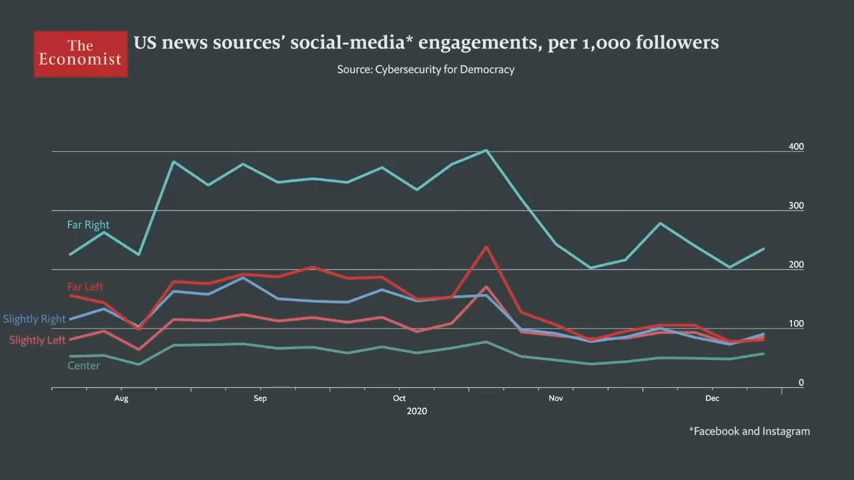 The
Economist
US news sources' social-media* engagements, per 1,000 followers
Source: Cybersecurity for Democracy
400
300
200
100
0
Far Right
Far Left
Slightly Right
Slightly Left
Center
Aug Sep Oct Nov Dec
2020
*Facebook and Instagram